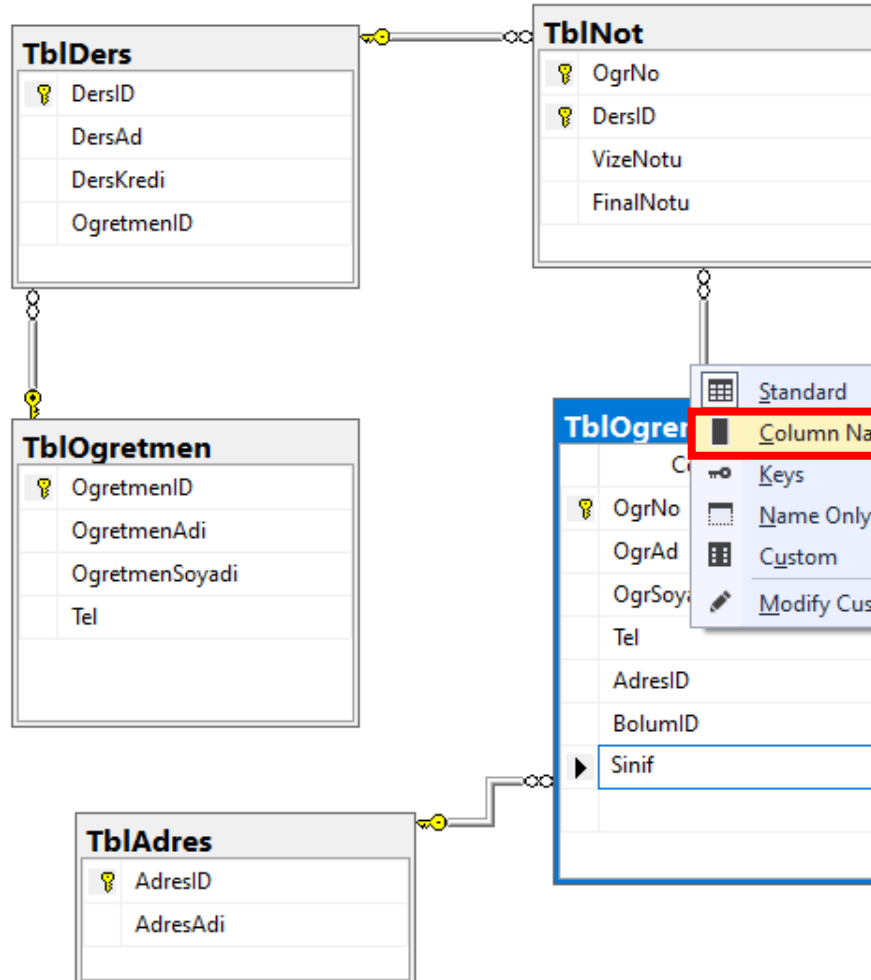 TblDers
DersID
DersAd
DersKredi
OgretmenID
TblNot
OgrNo
DersID
VizeNotu
FinalNotu
TblOgretmen
OgretmenID
OgretmenAdi
OgretmenSoyadi
Tel
TblOgren
C
OgrNo
OgrAd
OgrSoya
Tel
AdresID
BolumID
Sinif
Standard
Column Na
Keys
Name Only
Custom
Modify Cus
TblAdres
AdresID
AdresAdi